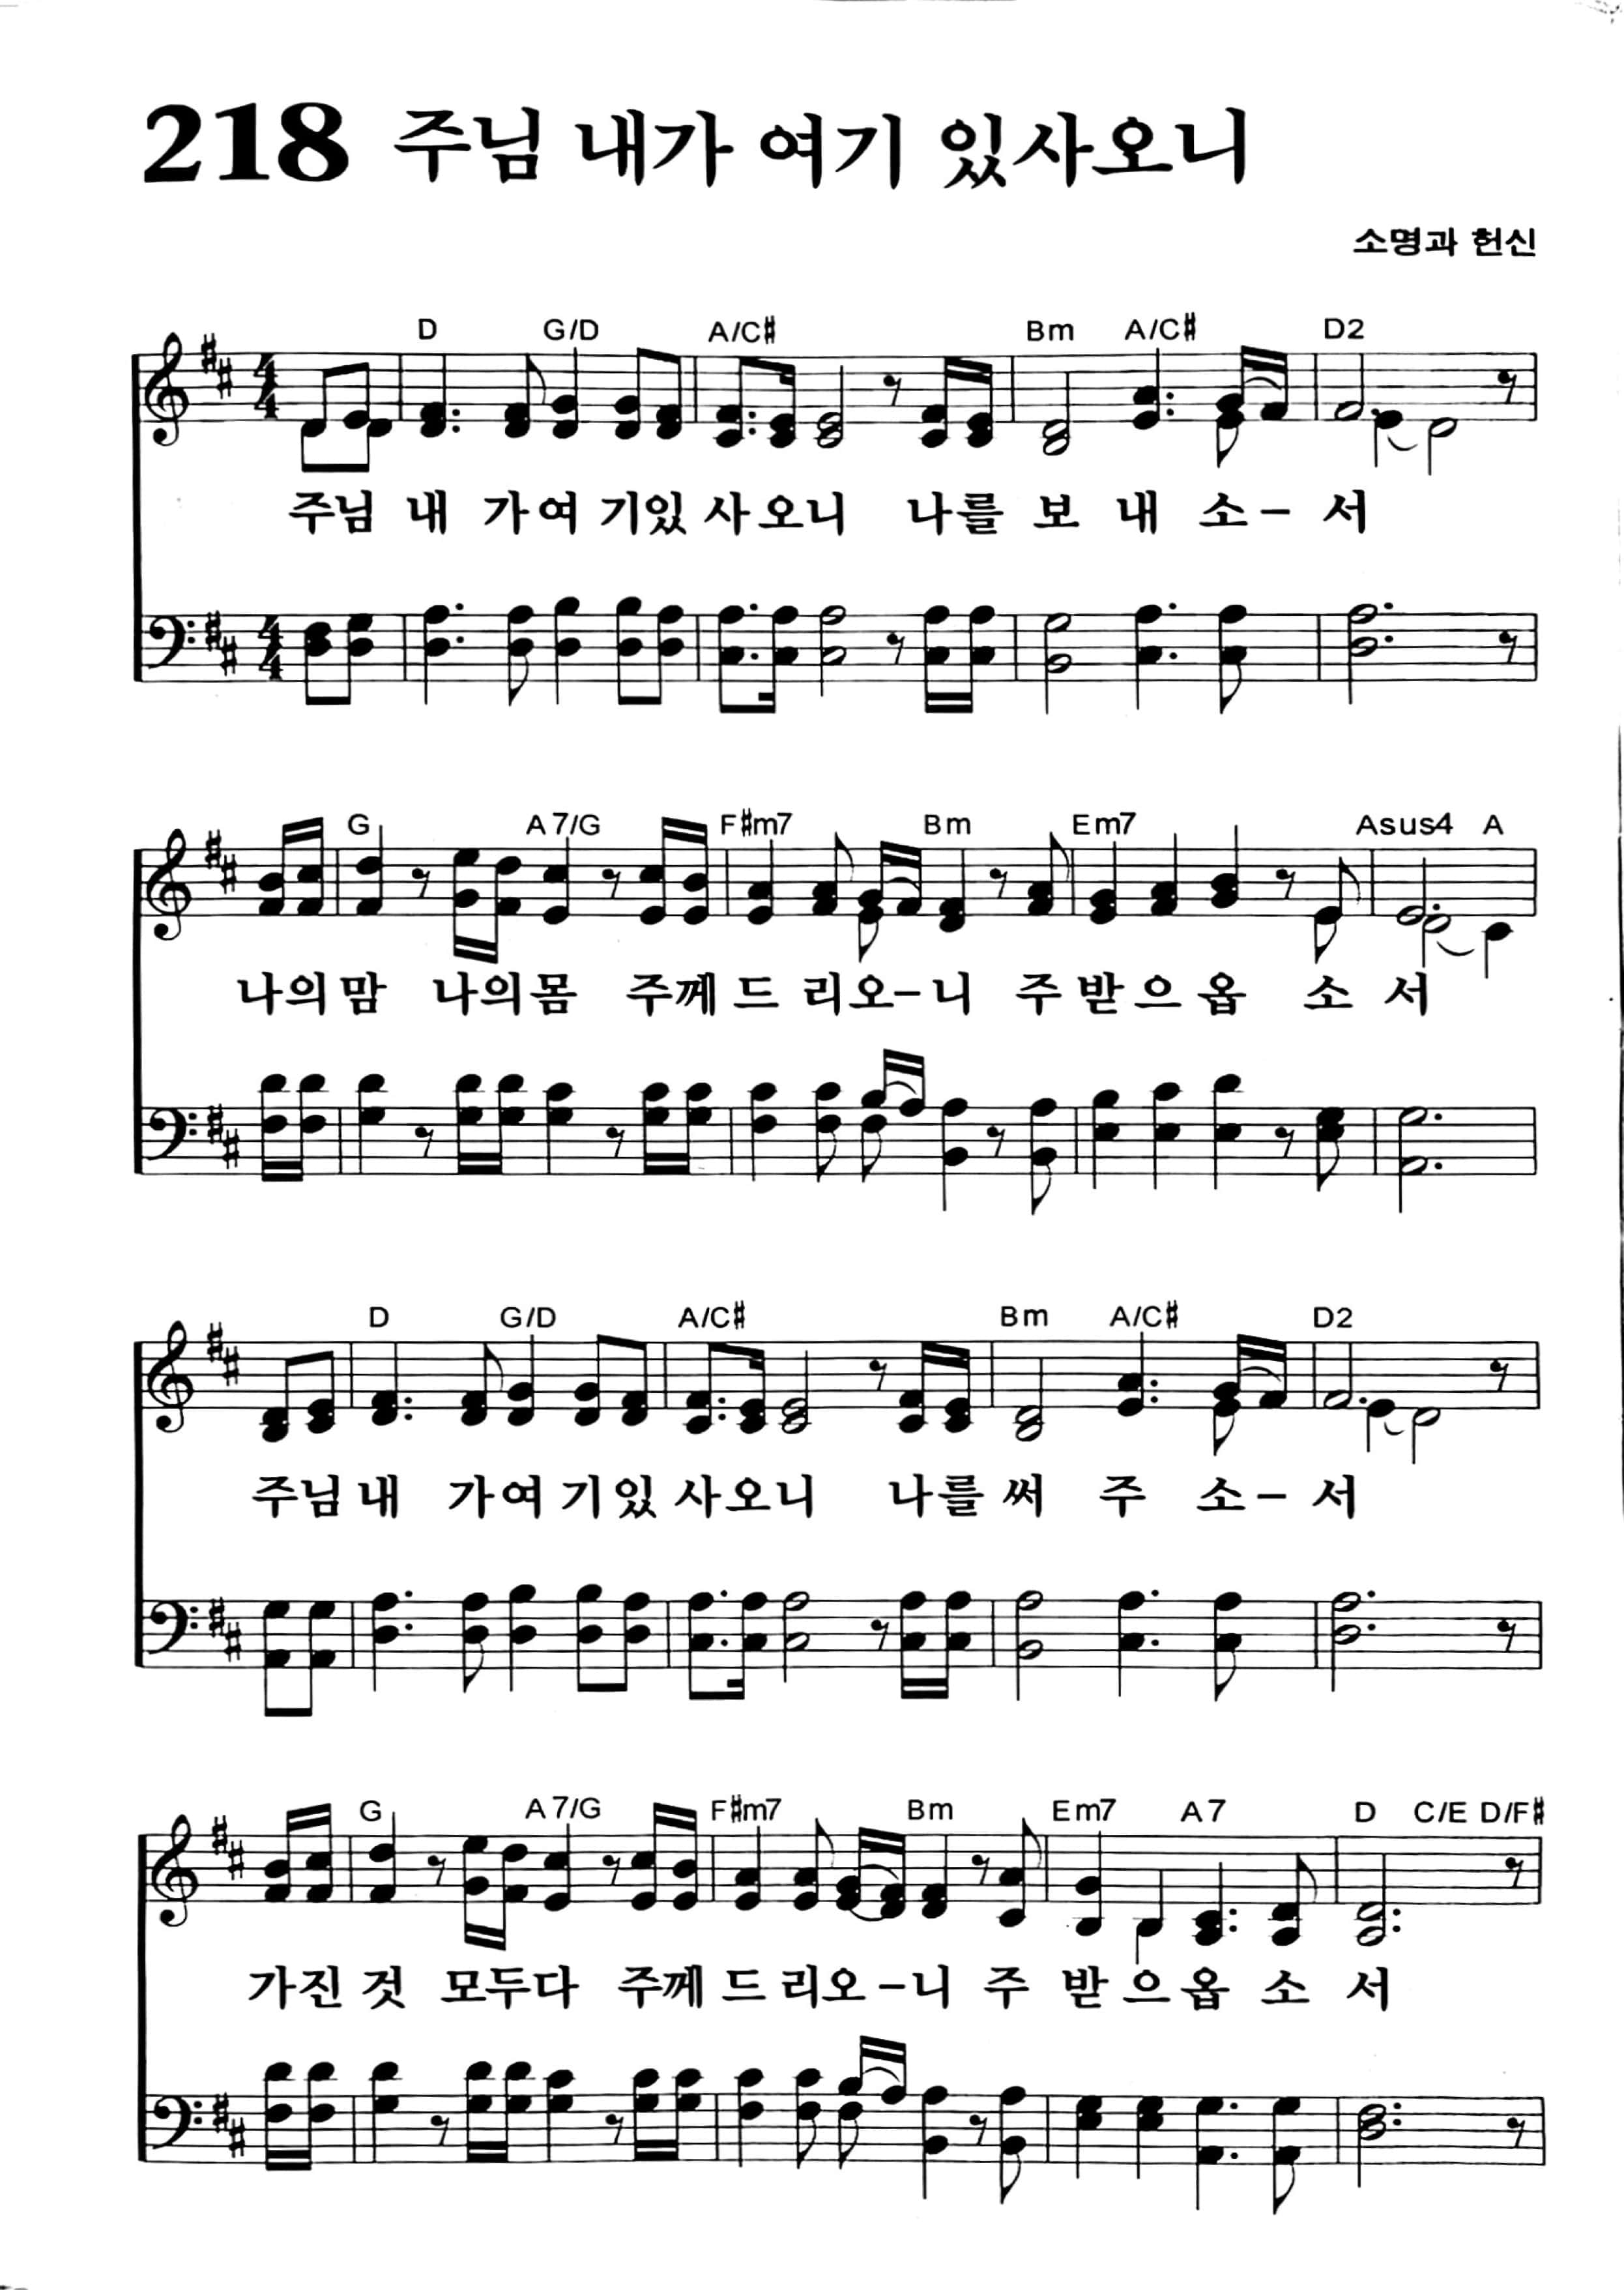 218 주님 내가 여기 있사오니
소명과 헌신
D G/D A/C# Bm A/C# D2
주님 내 가여 기있 사오니 나를 보 내 소- 서
G A7/G F#m7 Bm Em7 Asus4 A
나의맘 나의몸 주께드 리오-니 주받으옵 소 서
D G/D A/C# Bm A/C# D2
주님내 가여 기있 사오니 나를써 주 소- 서
G A7/G F#m7 Bm Em7 A7 D C/E D/F#
가진 것 모두다 주께드리오-니 주 받으옵 소 서